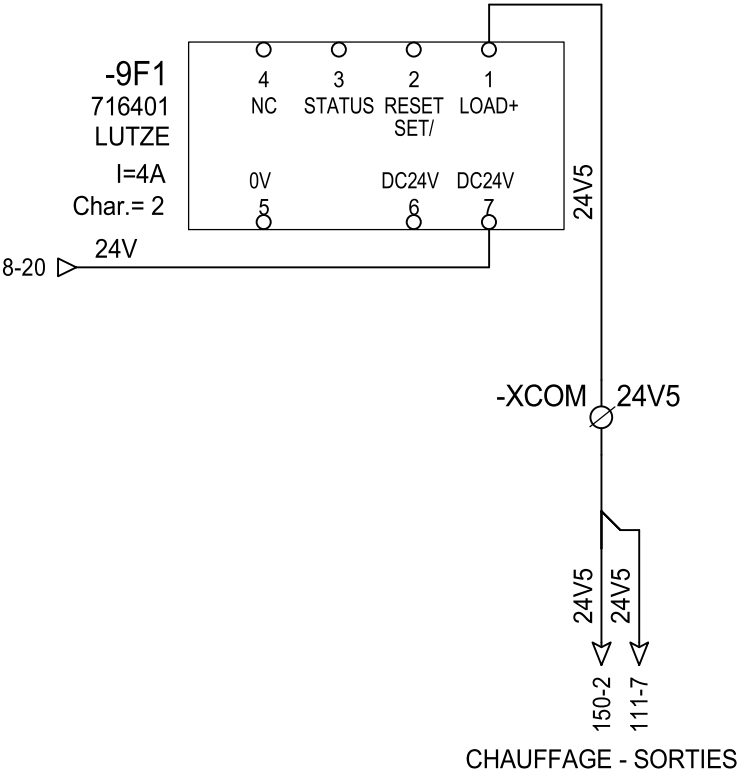 -9F1
716401
LUTZE
I=4A
Char.= 2
4 3 2 1
NC STATUS RESET LOAD+
SET/
0V DC24V DC24V
5 6 7
24V5
24V
8-20
-XCOM 24V5
24V5 24V5
150-2 111-7
CHAUFFAGE - SORTIES